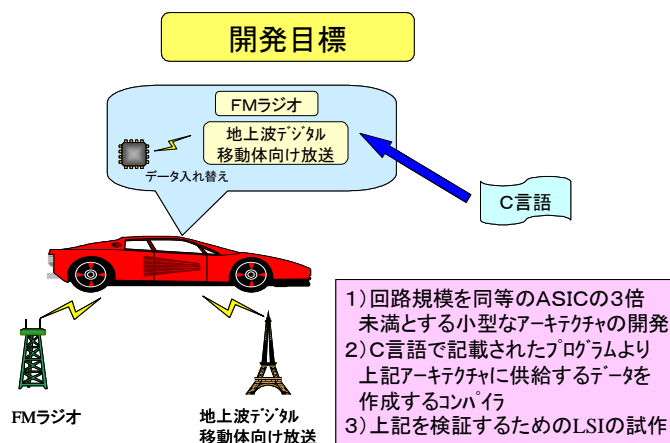 開発目標
FMラジオ
地上波ﾃﾞｼﾞﾀﾙ
移動体向け放送
データ入れ替え
C言語
FMラジオ
地上波ﾃﾞｼﾞﾀﾙ
移動体向け放送
1)回路規模を同等のASICの3倍
未満とする小型なｱｰｷﾃｸﾁｬの開発
2)C言語で記載されたﾌﾟﾛｸﾞﾗﾑより
上記ｱｰｷﾃｸﾁｬに供給するﾃﾞｰﾀを
作成するｺﾝﾊﾟｲﾗ
3)上記を検証するためのLSIの試作